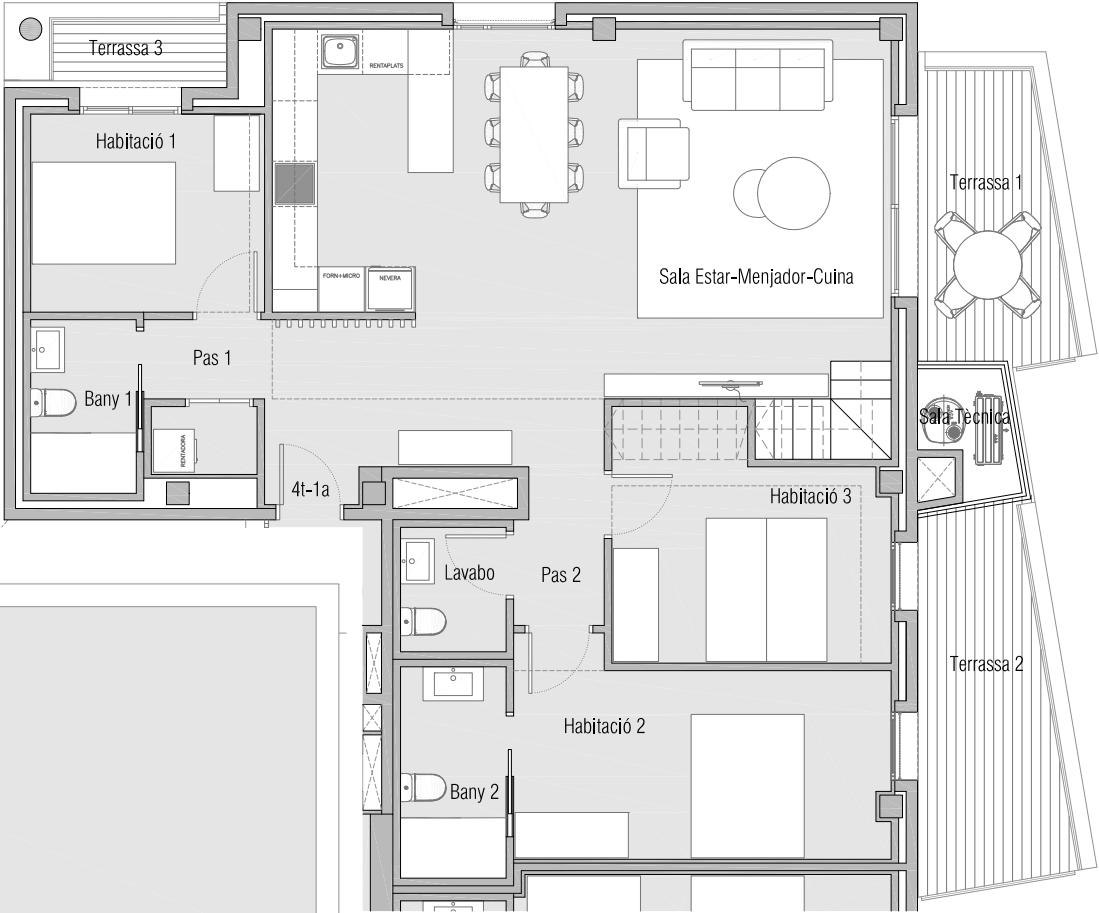 Terrassa 3
RENTAPLATS
Habitació 1
Terrassa 1
FORN+MICRO
NEVERA
Sala Estar-Menjador-Cuina
Pas 1
Bany 1
Sala Tècnica
RENTADORA
4t-1a
Habitació 3
Lavabo
Pas 2
Terrassa 2
Habitació 2
Bany 2